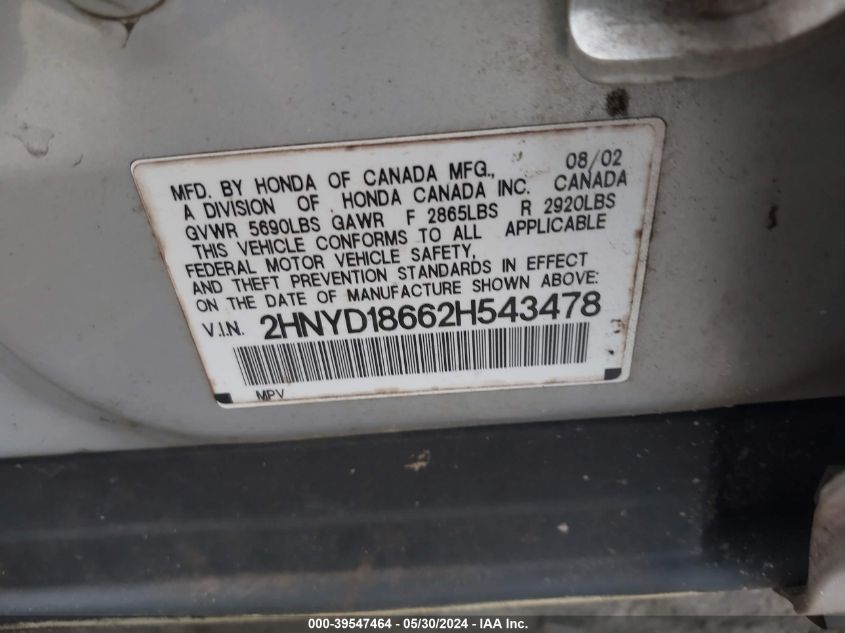 MFD. BY HONDA OF CANADA MFG., 08/02
A DIVISION OF HONDA CANADA INC. CANADA
GVWR 5690LBS GAWR F 2865LBS R 2920LBS
THIS VEHICLE CONFORMS TO ALL APPLICABLE
FEDERAL MOTOR VEHICLE SAFETY,
AND THEFT PREVENTION STANDARDS IN EFFECT
ON THE DATE OF MANUFACTURE SHOWN ABOVE:
V.I.N. 2HNYD18662H543478
MPV
000-39547464 - 05/30/2024 - IAA Inc.